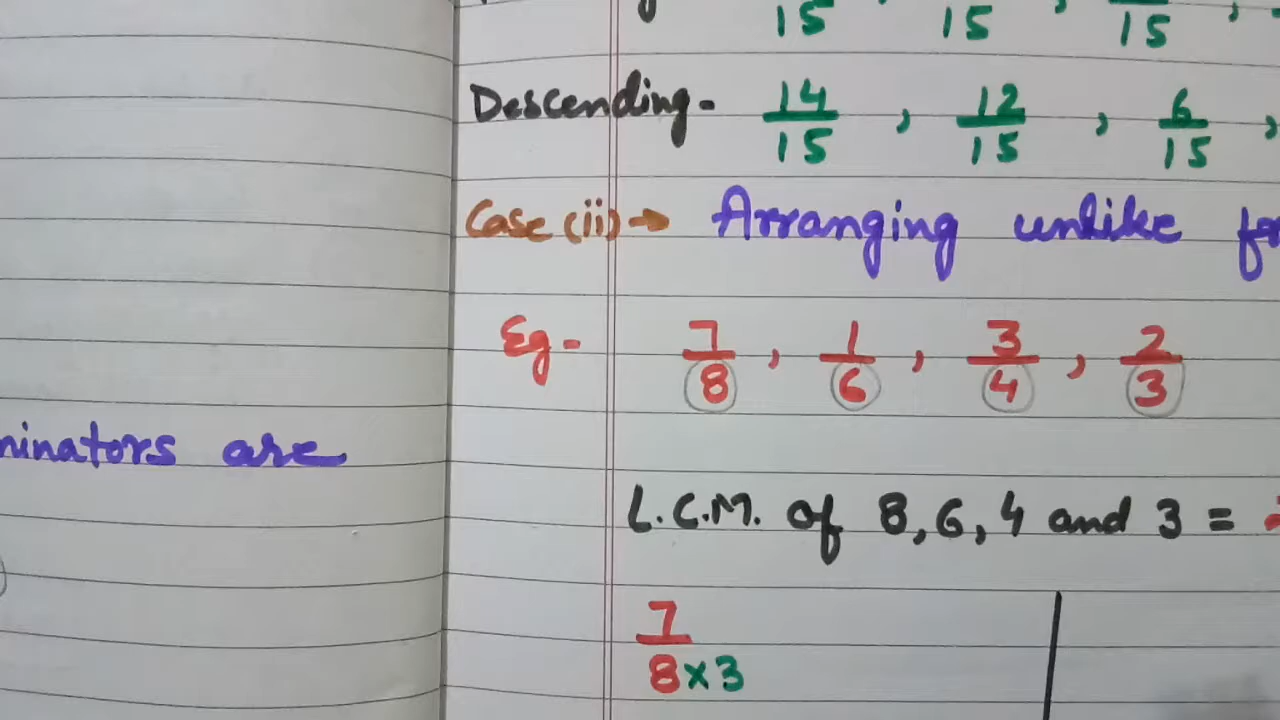 15 , 15 , 15 ,
Descending - 14/15 , 12/15 , 6/15 ,
Case (ii) → Arranging unlike
Eg - 7/8 , 1/6 , 3/4 , 2/3
are
L.C.M. of 8, 6, 4 and 3 =
7/8×3